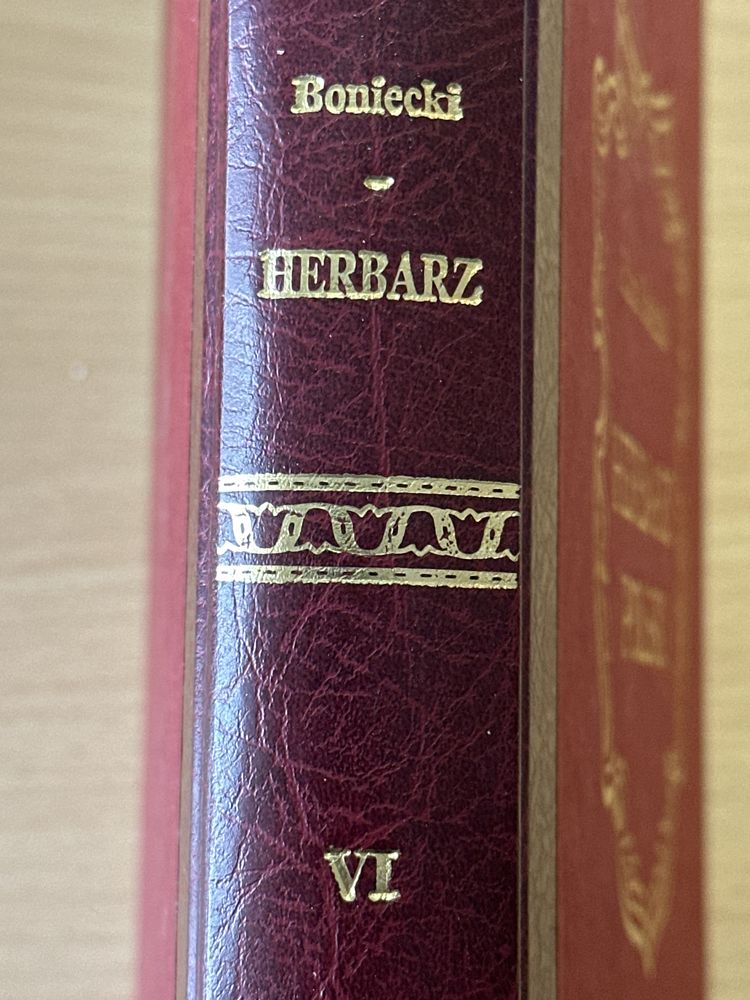 Boniecki
-
HERBARZ
VI